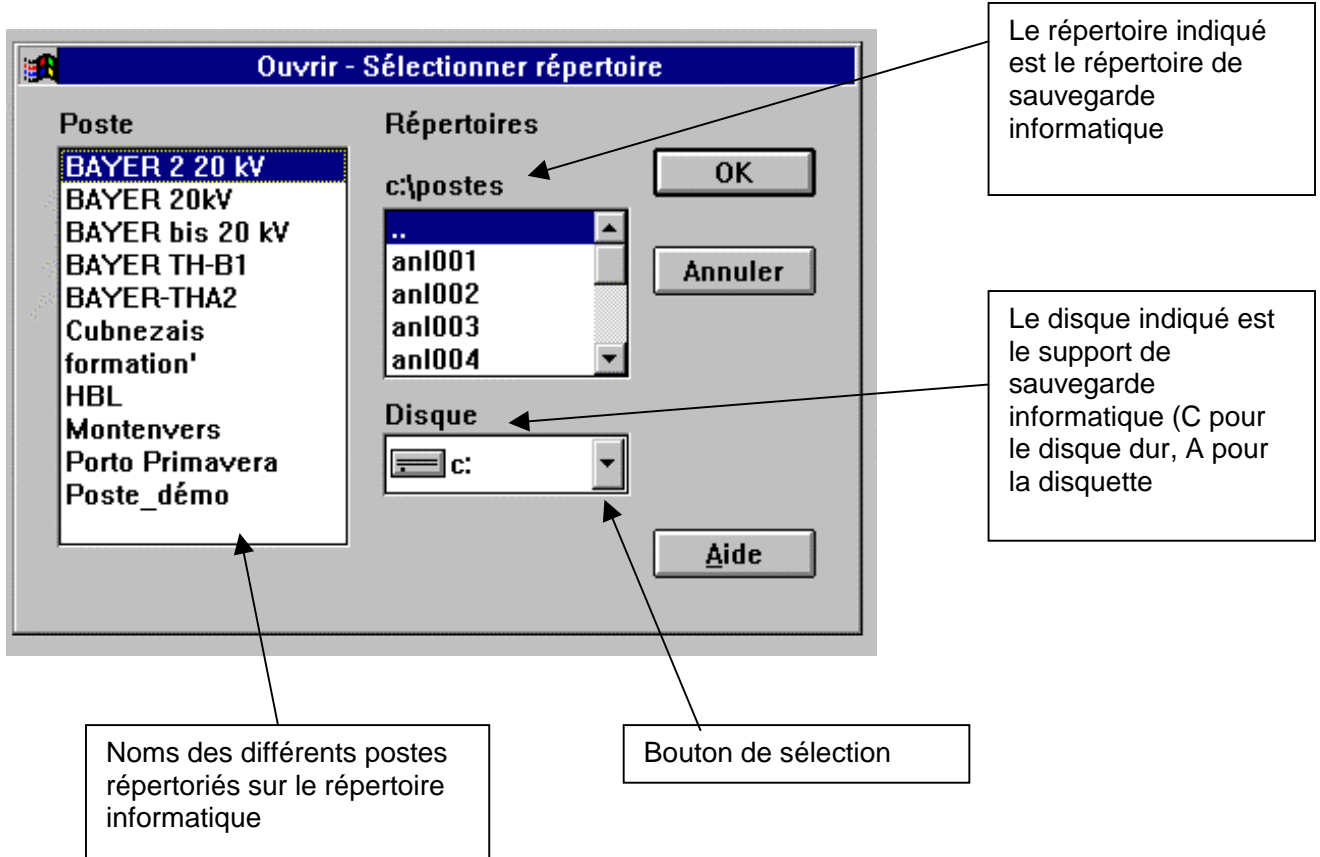 Ouvrir - Sélectionner répertoire
Poste
BAYER 2 20 kV
BAYER 20kV
BAYER bis 20 kV
BAYER TH-B1
BAYER-THA2
Cubnezais
formation'
HBL
Montenvers
Porto Primavera
Poste_démo
Répertoires
c:\postes
..
anl001
anl002
anl003
anl004
Disque
c:
OK
Annuler
Aide
Le répertoire indiqué
est le répertoire de
sauvegarde
informatique
Le disque indiqué est
le support de
sauvegarde
informatique (C pour
le disque dur, A pour
la disquette
Noms des différents postes
répertoriés sur le répertoire
informatique
Bouton de sélection